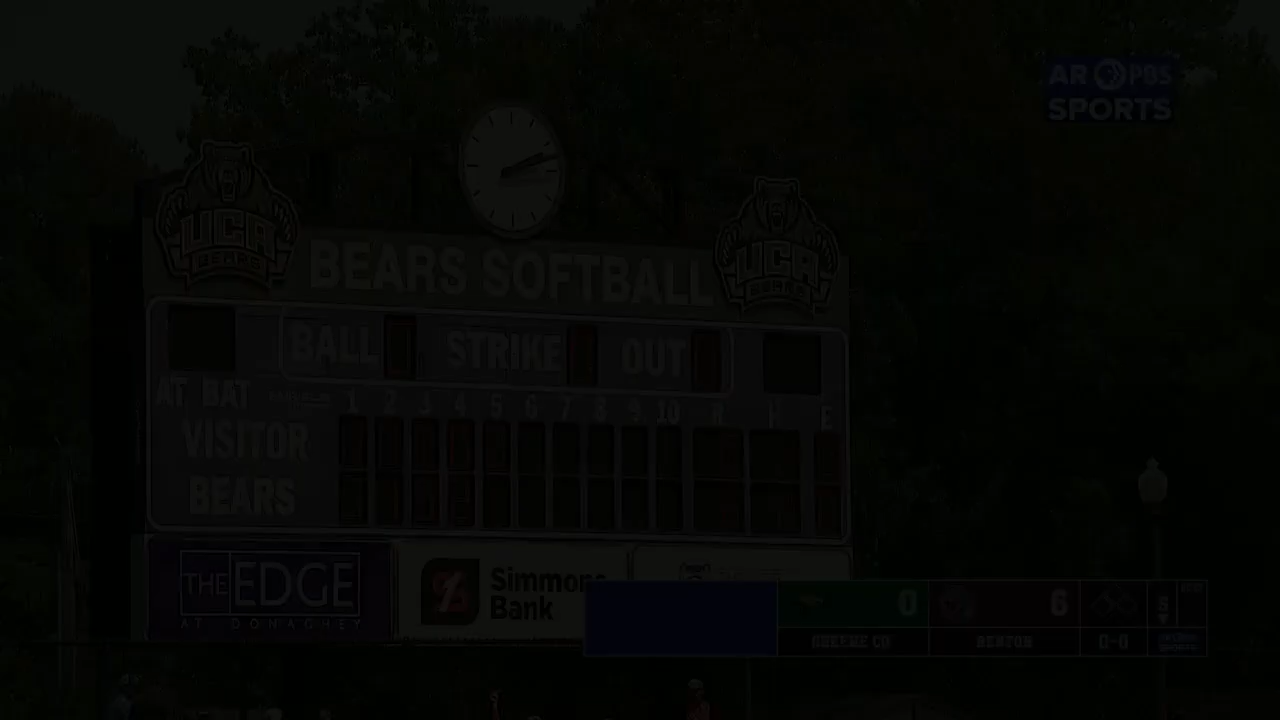 AR PBS
SPORTS
UCA
BEARS
UCA
BEARS
BEARS SOFTBALL
BALL STRIKE OUT
AT BAT 1 2 3 4 5 6 7 8 9 10 R H E
VISITOR
BEARS
THE EDGE
AT DONAGHEY
Simmons
Bank
0 6 5
GREENE CO BENTON 0-0